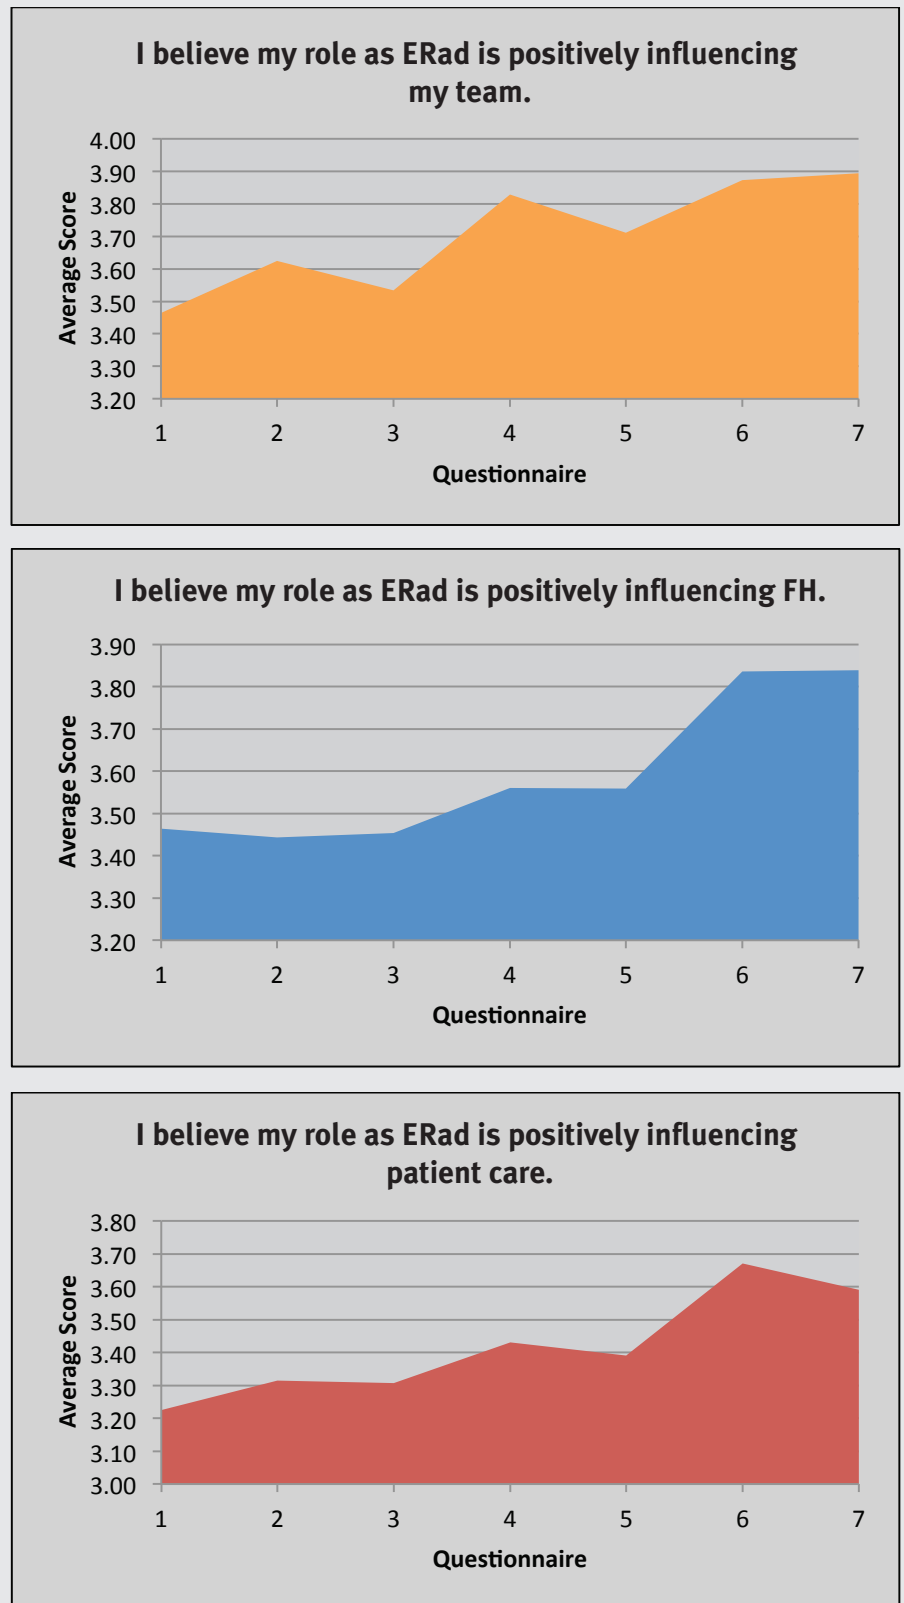 I believe my role as ERad is positively influencing
my team.
4.00
3.90
3.80
3.70
3.60
3.50
3.40
3.30
3.20
Average Score
1 2 3 4 5 6 7
Questionnaire
I believe my role as ERad is positively influencing FH.
3.90
3.80
3.70
3.60
3.50
3.40
3.30
3.20
Average Score
1 2 3 4 5 6 7
Questionnaire
I believe my role as ERad is positively influencing
patient care.
3.80
3.70
3.60
3.50
3.40
3.30
3.20
3.10
3.00
Average Score
1 2 3 4 5 6 7
Questionnaire